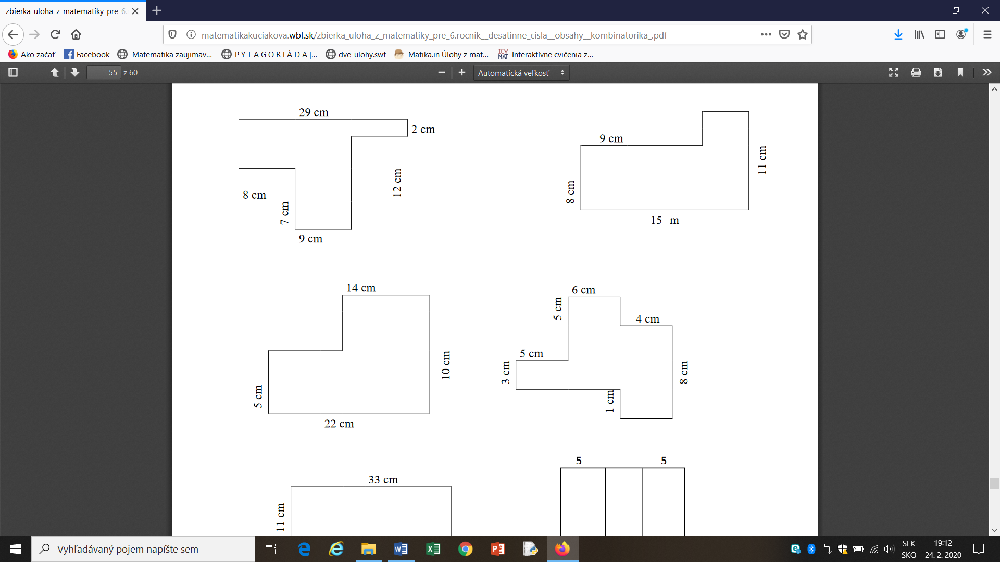 zbierka_uloha_z_matematiky_pre_6.
matematikakuciakova.wbl.sk/zbierka_uloha_z_matematiky_pre_6.rocnik__desatinne_cisla__obsahy__kombinatorika_.pdf
Ako začať
Facebook
Matematika zaujimav...
P Y T A G O R I Á D A |...
dve_ulohy.swf
Matika.in Úlohy z mat...
ICY MAT
Interaktívne cvičenia z...
55 z 60
Automatická veľkosť
29 cm
2 cm
8 cm
7 cm
12 cm
9 cm
9 cm
8 cm
11 cm
15 m
14 cm
5 cm
10 cm
22 cm
6 cm
5 cm
4 cm
5 cm
3 cm
8 cm
1 cm
33 cm
11 cm
5 5
Vyhľadávaný pojem napíšte sem
SLK
SKQ
19:12
24. 2. 2020